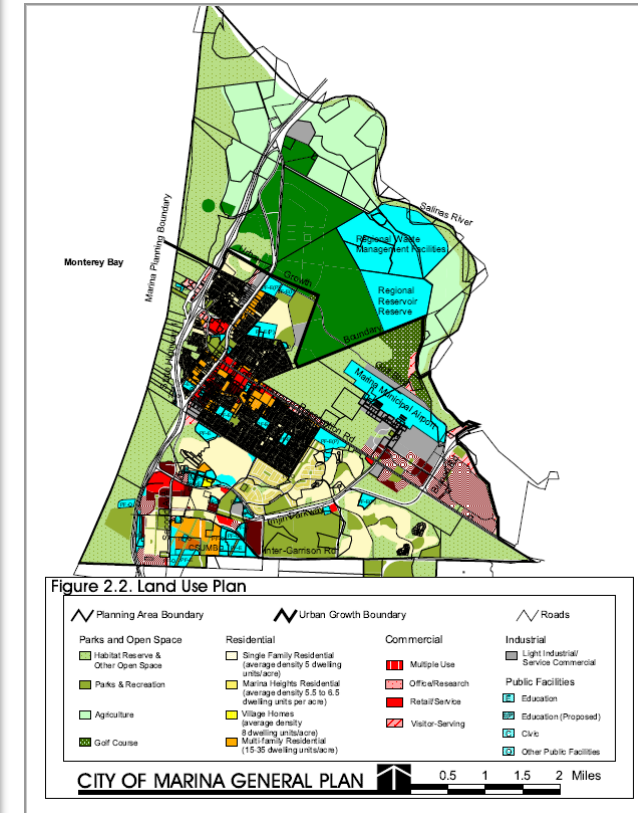 Salinas River
Marina Planning Boundary
Regional Waste
Management Facilities
Monterey Bay
Growth
Regional
Reservoir
Reserve
Boundary
Marina Municipal Airport
CSUMB
Figure 2.2. Land Use Plan
Planning Area Boundary
Urban Growth Boundary
Roads
Parks and Open Space
Habitat Reserve &
Other Open Space
Parks & Recreation
Agriculture
Golf Course
Residential
Single Family Residential
(average density 5 dwelling
units/acre)
Marina Heights Residential
(average density 5.5 to 6.5
dwelling units per acre)
Village Homes
(average density
8 dwelling units/acre)
Multi-family Residential
(15-35 dwelling units/acre)
Commercial
Multiple Use
Office/Research
Retail/Service
Visitor-Serving
Industrial
Light Industrial/
Service Commercial
Public Facilities
Education
Education (Proposed)
Civic
Other Public Facilities
CITY OF MARINA GENERAL PLAN
0.5 1 1.5 2 Miles